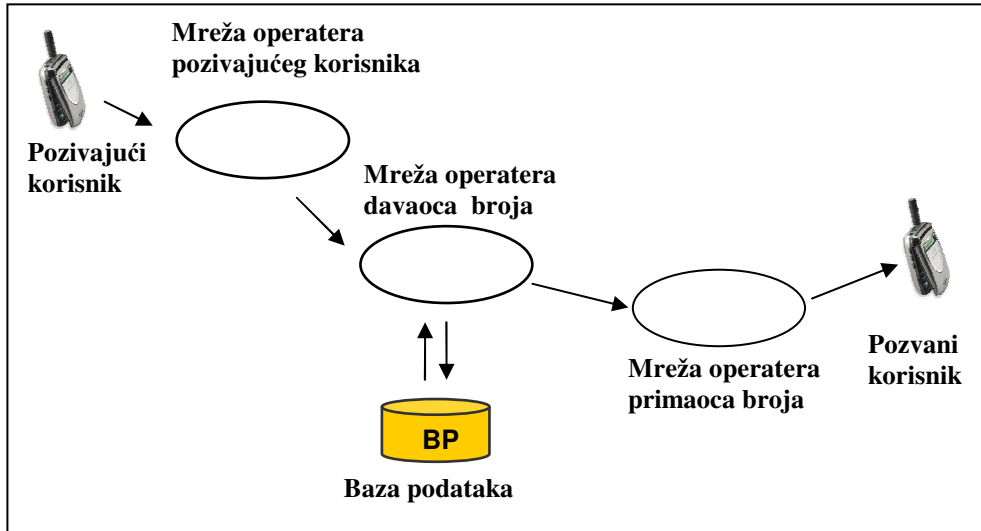 Mreža operatera
pozivajućeg korisnika
Pozivajući
korisnik
Mreža operatera
davaoca broja
Pozvani
korisnik
Mreža operatera
primaoca broja
BP
Baza podataka